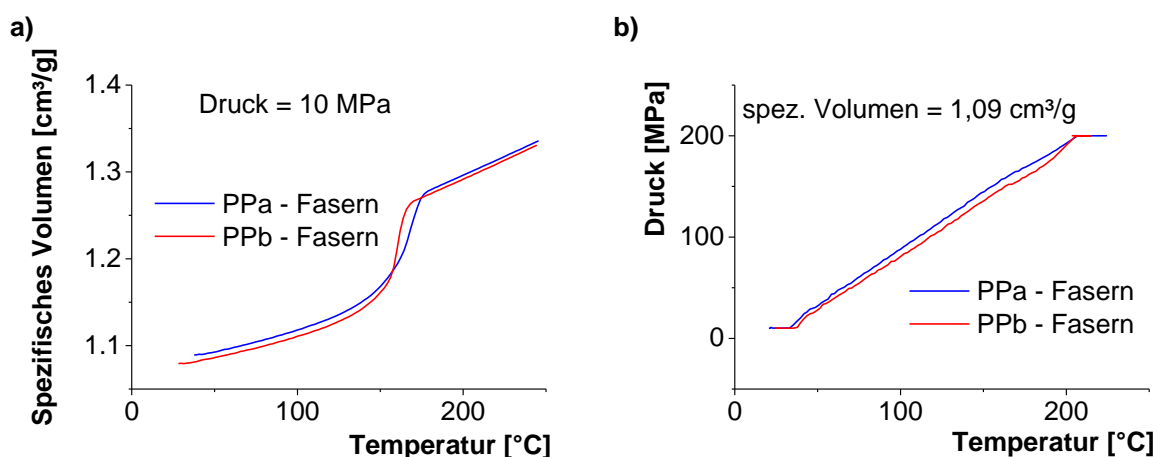 a)
Spezifisches Volumen [cm³/g]
1.4
1.3
1.2
1.1
Druck = 10 MPa
PPa - Fasern
PPb - Fasern
0
100
200
Temperatur [°C]
b)
Druck [MPa]
200
100
0
spez. Volumen = 1,09 cm³/g
PPa - Fasern
PPb - Fasern
0
100
200
Temperatur [°C]